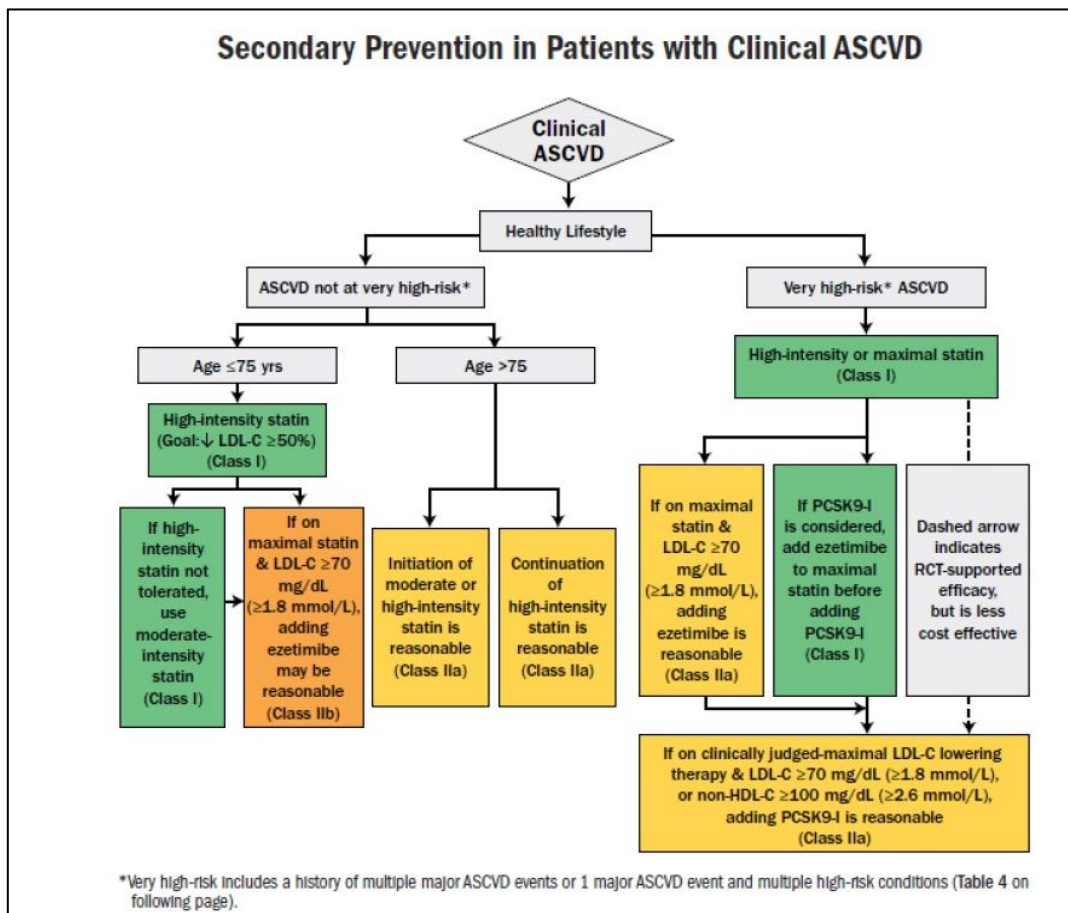 Secondary Prevention in Patients with Clinical ASCVD
Clinical
ASCVD
Healthy Lifestyle
ASCVD not at very high-risk*
Very high-risk* ASCVD
Age ≤75 yrs
Age >75
High-intensity or maximal statin
(Class I)
High-intensity statin
(Goal: ↓ LDL-C ≥50%)
(Class I)
If high-
intensity
statin not
tolerated,
use
moderate-
intensity
statin
(Class I)
If on
maximal statin
& LDL-C ≥70
mg/dL
(≥1.8 mmol/L),
adding
ezetimibe
may be
reasonable
(Class IIb)
Initiation of
moderate or
high-intensity
statin is
reasonable
(Class IIa)
Continuation
of
high-intensity
statin is
reasonable
(Class IIa)
If on maximal
statin &
LDL-C ≥70
mg/dL
(≥1.8 mmol/L),
adding
ezetimibe is
reasonable
(Class IIa)
If PCSK9-I
is considered,
add ezetimibe
to maximal
statin before
adding
PCSK9-I
(Class I)
Dashed arrow
indicates
RCT-supported
efficacy,
but is less
cost effective
If on clinically judged-maximal LDL-C lowering
therapy & LDL-C ≥70 mg/dL (≥1.8 mmol/L),
or non-HDL-C ≥100 mg/dL (≥2.6 mmol/L),
adding PCSK9-I is reasonable
(Class IIa)
*Very high-risk includes a history of multiple major ASCVD events or 1 major ASCVD event and multiple high-risk conditions (Table 4 on
following page).